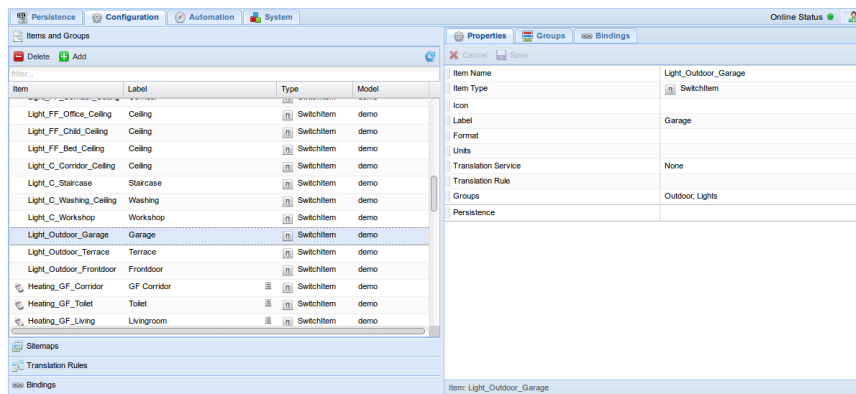 Persistence Configuration Automation System Online Status
Items and Groups
Delete Add
filter...
Item Label Type Model
Light_FF_Corridor_Ceiling Corridor SwitchItem demo
Light_FF_Office_Ceiling Ceiling SwitchItem demo
Light_FF_Child_Ceiling Ceiling SwitchItem demo
Light_FF_Bed_Ceiling Ceiling SwitchItem demo
Light_C_Corridor_Ceiling Ceiling SwitchItem demo
Light_C_Staircase Staircase SwitchItem demo
Light_C_Washing_Ceiling Washing SwitchItem demo
Light_C_Workshop Workshop SwitchItem demo
Light_Outdoor_Garage Garage SwitchItem demo
Light_Outdoor_Terrace Terrace SwitchItem demo
Light_Outdoor_Frontdoor Frontdoor SwitchItem demo
Heating_GF_Corridor GF Corridor SwitchItem demo
Heating_GF_Toilet Toilet SwitchItem demo
Heating_GF_Living Livingroom SwitchItem demo
Sitemaps
Translation Rules
Bindings
Properties Groups Bindings
Cancel Save
Item Name Light_Outdoor_Garage
Item Type SwitchItem
Icon
Label Garage
Format
Units
Translation Service None
Translation Rule
Groups Outdoor, Lights
Persistence
Item: Light_Outdoor_Garage